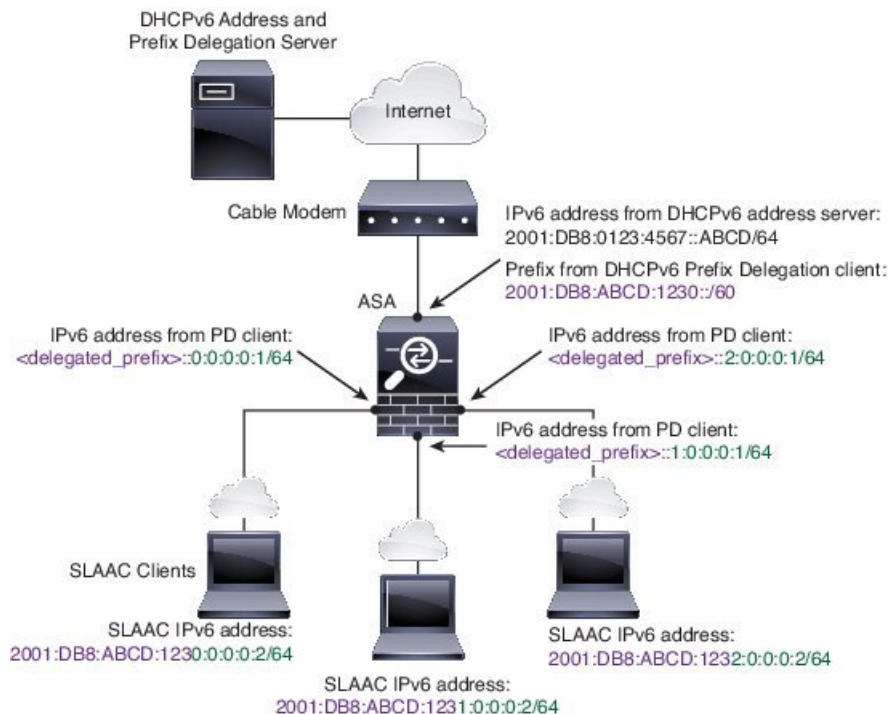 DHCPv6 Address and
Prefix Delegation Server
Internet
Cable Modem
IPv6 address from DHCPv6 address server:
2001:DB8:0123:4567::ABCD/64
Prefix from DHCPv6 Prefix Delegation client:
2001:DB8:ABCD:1230::/60
ASA
IPv6 address from PD client:
<delegated_prefix>::0:0:0:0:1/64
IPv6 address from PD client:
<delegated_prefix>::2:0:0:0:1/64
IPv6 address from PD client:
<delegated_prefix>::1:0:0:0:1/64
SLAAC Clients
SLAAC IPv6 address:
2001:DB8:ABCD:1230:0:0:0:2/64
SLAAC IPv6 address:
2001:DB8:ABCD:1231:0:0:0:2/64
SLAAC IPv6 address:
2001:DB8:ABCD:1232:0:0:0:2/64